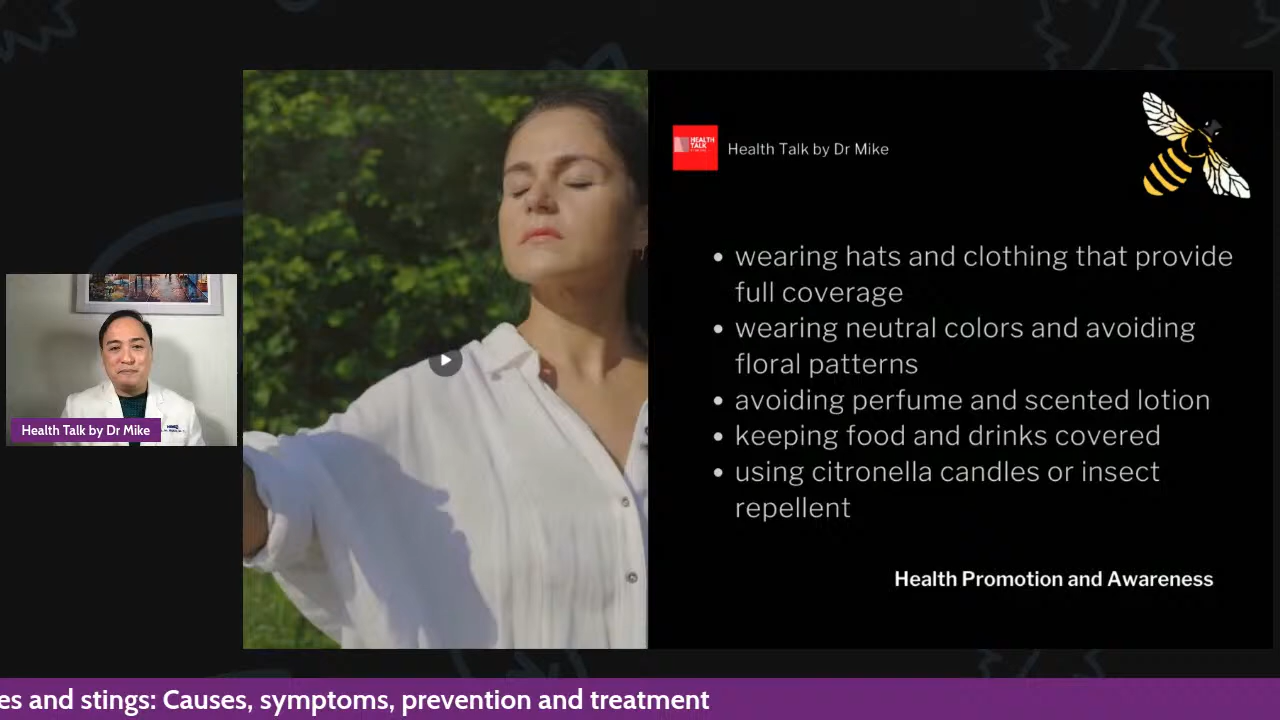 HEALTH
TALK
Health Talk by Dr Mike
• wearing hats and clothing that provide
full coverage
• wearing neutral colors and avoiding
floral patterns
• avoiding perfume and scented lotion
• keeping food and drinks covered
• using citronella candles or insect
repellent
Health Promotion and Awareness
Health Talk by Dr Mike
es and stings: Causes, symptoms, prevention and treatment